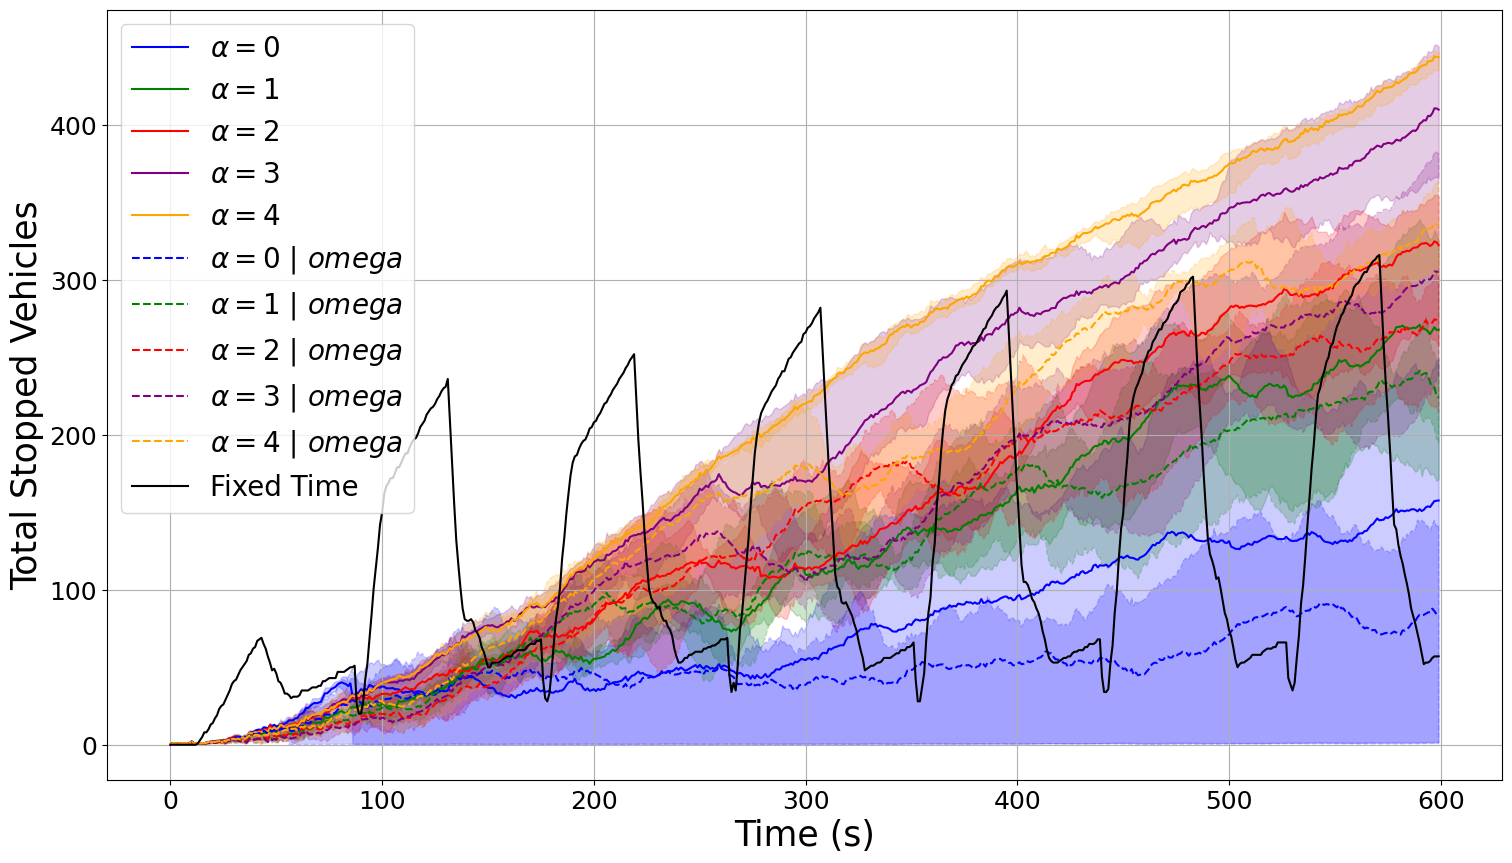 Total Stopped Vehicles
400
300
200
100
0
α = 0
α = 1
α = 2
α = 3
α = 4
α = 0 | omega
α = 1 | omega
α = 2 | omega
α = 3 | omega
α = 4 | omega
Fixed Time
0 100 200 300 400 500 600
Time (s)